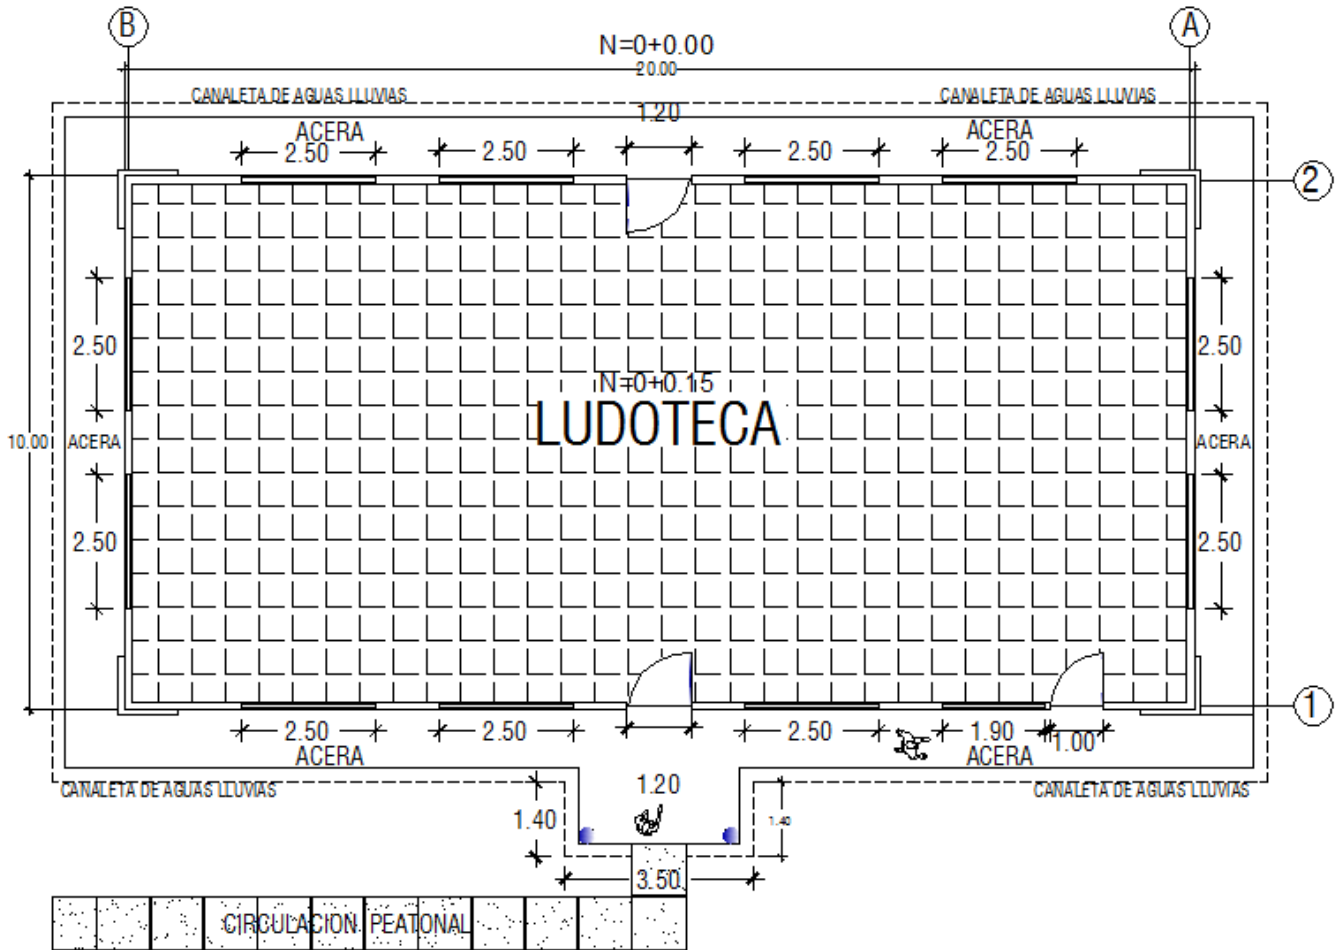 B
A
N=0+0.00
20.00
CANALETA DE AGUAS LLUVIAS
CANALETA DE AGUAS LLUVIAS
1.20
ACERA
ACERA
2.50
2.50
2.50
2.50
2
2.50
2.50
N=0+0.15
LUDOTECA
10.00
ACERA
ACERA
2.50
2.50
1
2.50
2.50
2.50
1.90
1.00
ACERA
ACERA
CANALETA DE AGUAS LLUVIAS
1.20
CANALETA DE AGUAS LLUVIAS
1.40
1.40
3.50
CIRCULACION PEATONAL